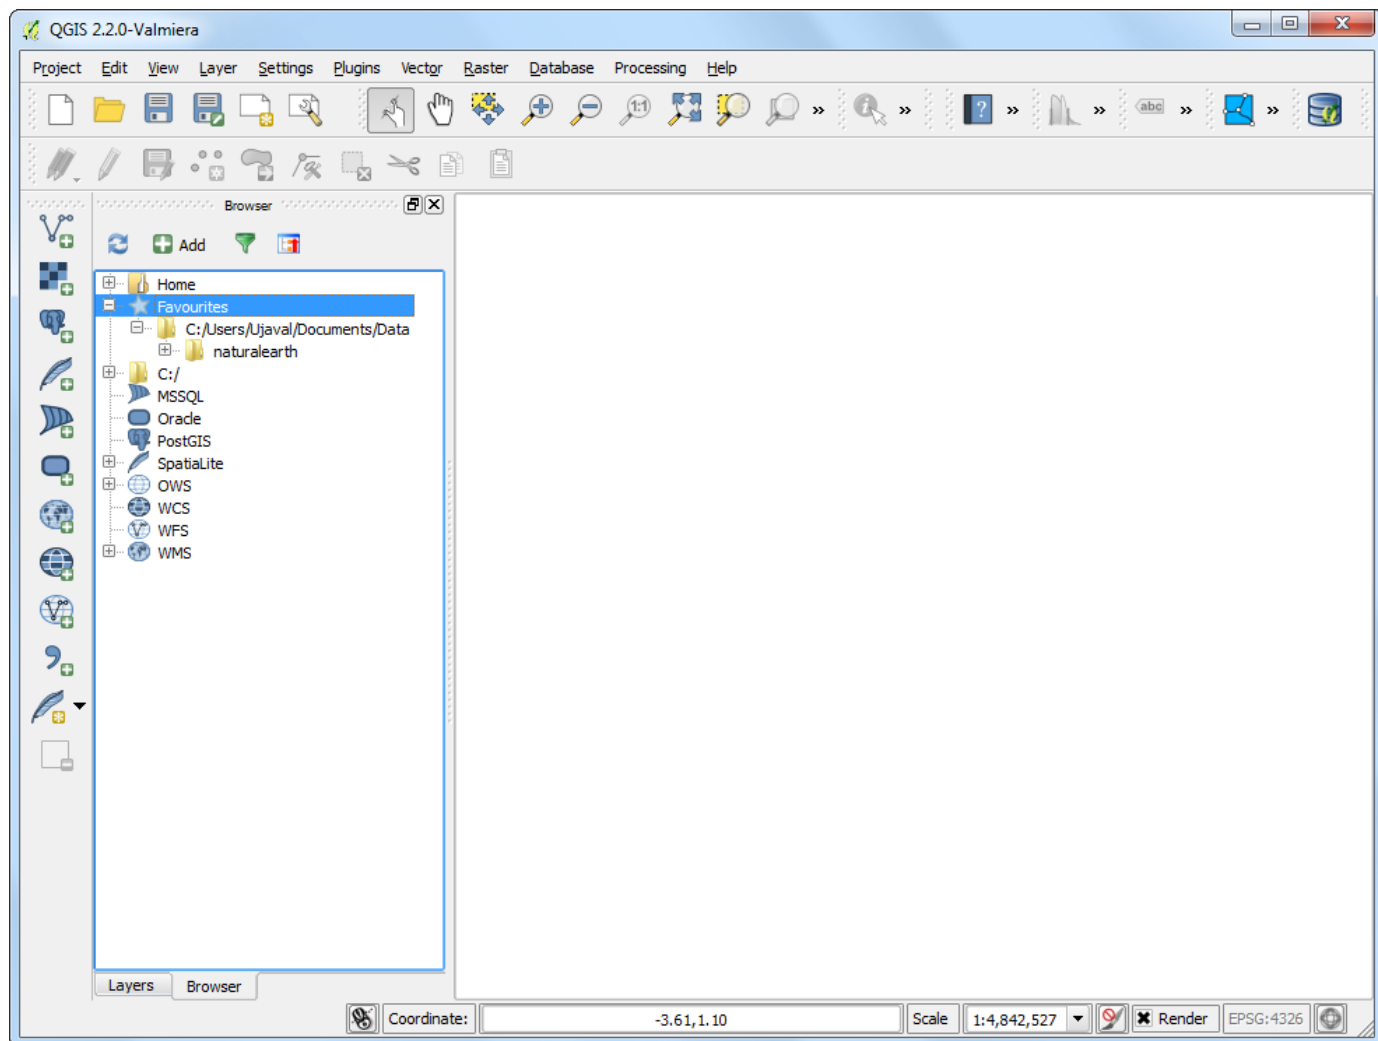 QGIS 2.2.0-Valmiera
Project Edit View Layer Settings Plugins Vector Raster Database Processing Help
1:1
?
abc
Browser
Add
Home
Favourites
C:/Users/Ujaval/Documents/Data
naturalearth
C:/
MSSQL
Oracle
PostGIS
SpatiaLite
OWS
WCS
WFS
WMS
Layers Browser
Coordinate: -3.61,1.10 Scale 1:4,842,527 Render EPSG:4326